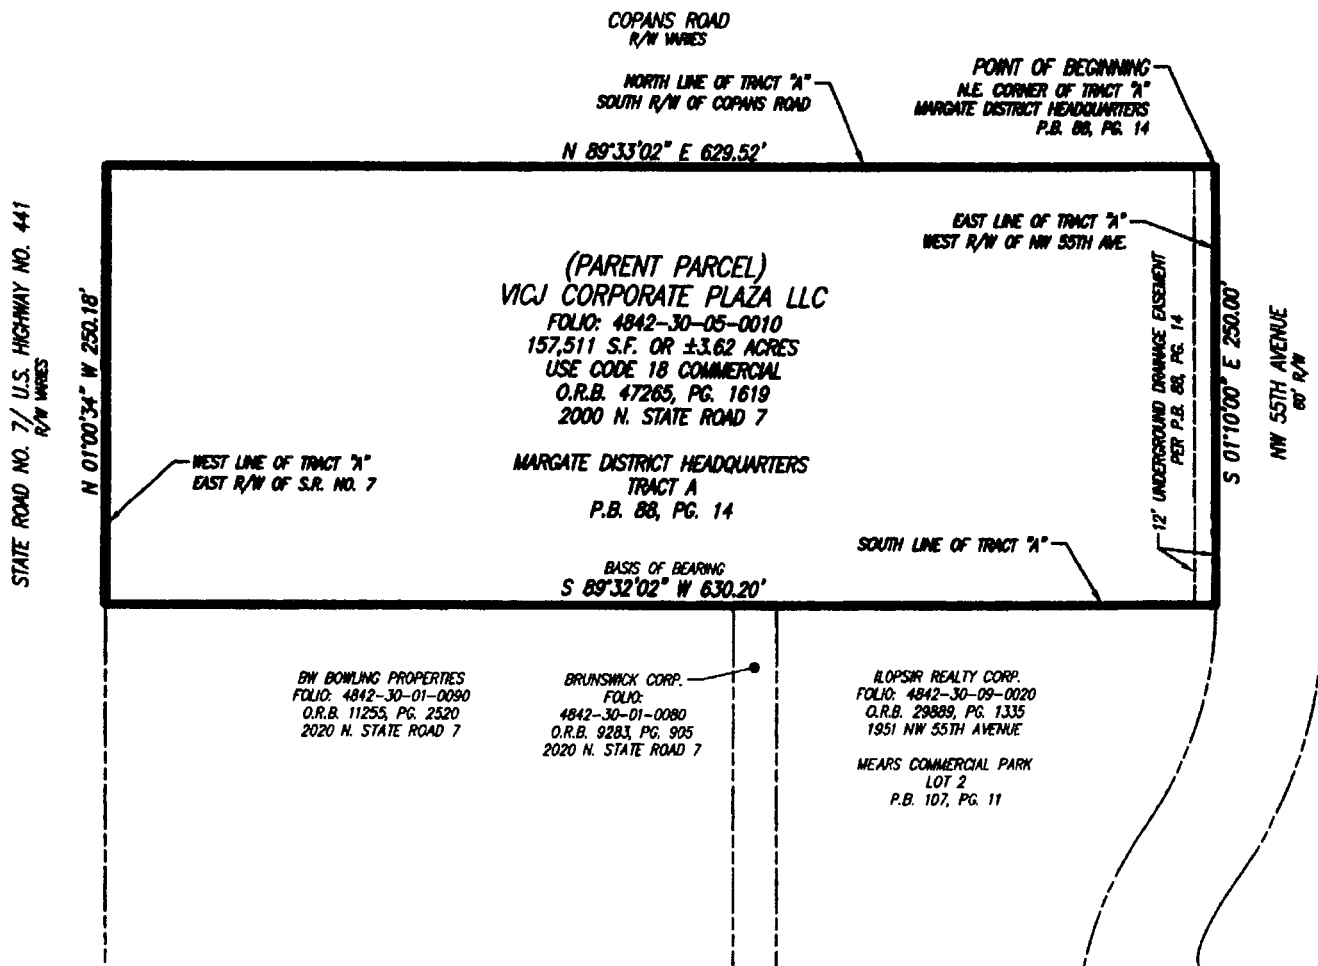 COPANS ROAD
R/W VARIES
NORTH LINE OF TRACT "A"
SOUTH R/W OF COPANS ROAD
POINT OF BEGINNING
N.E. CORNER OF TRACT "A"
MARGATE DISTRICT HEADQUARTERS
P.B. 88, PG. 14
N 89°33'02" E 629.52'
STATE ROAD NO. 7/ U.S. HIGHWAY NO. 441
R/W VARIES
N 01°00'34" W 250.18'
EAST LINE OF TRACT "A"
WEST R/W OF NW 55TH AVE.
(PARENT PARCEL)
VICJ CORPORATE PLAZA LLC
FOLIO: 4842-30-05-0010
157,511 S.F. OR ±3.62 ACRES
USE CODE 18 COMMERCIAL
O.R.B. 47265, PG. 1619
2000 N. STATE ROAD 7
12' UNDERGROUND DRAINAGE EASEMENT
PER P.B. 88, PG. 14
S 01°10'00" E 250.00'
NW 55TH AVENUE
60' R/W
WEST LINE OF TRACT "A"
EAST R/W OF S.R. NO. 7
MARGATE DISTRICT HEADQUARTERS
TRACT A
P.B. 88, PG. 14
SOUTH LINE OF TRACT "A"
BASIS OF BEARING
S 89°32'02" W 630.20'
BW BOWLING PROPERTIES
FOLIO: 4842-30-01-0090
O.R.B. 11255, PG. 2520
2020 N. STATE ROAD 7
BRUNSWICK CORP.
FOLIO:
4842-30-01-0080
O.R.B. 9283, PG. 905
2020 N. STATE ROAD 7
ILOPSIR REALTY CORP.
FOLIO: 4842-30-09-0020
O.R.B. 29889, PG. 1335
1951 NW 55TH AVENUE
MEARS COMMERCIAL PARK
LOT 2
P.B. 107, PG. 11